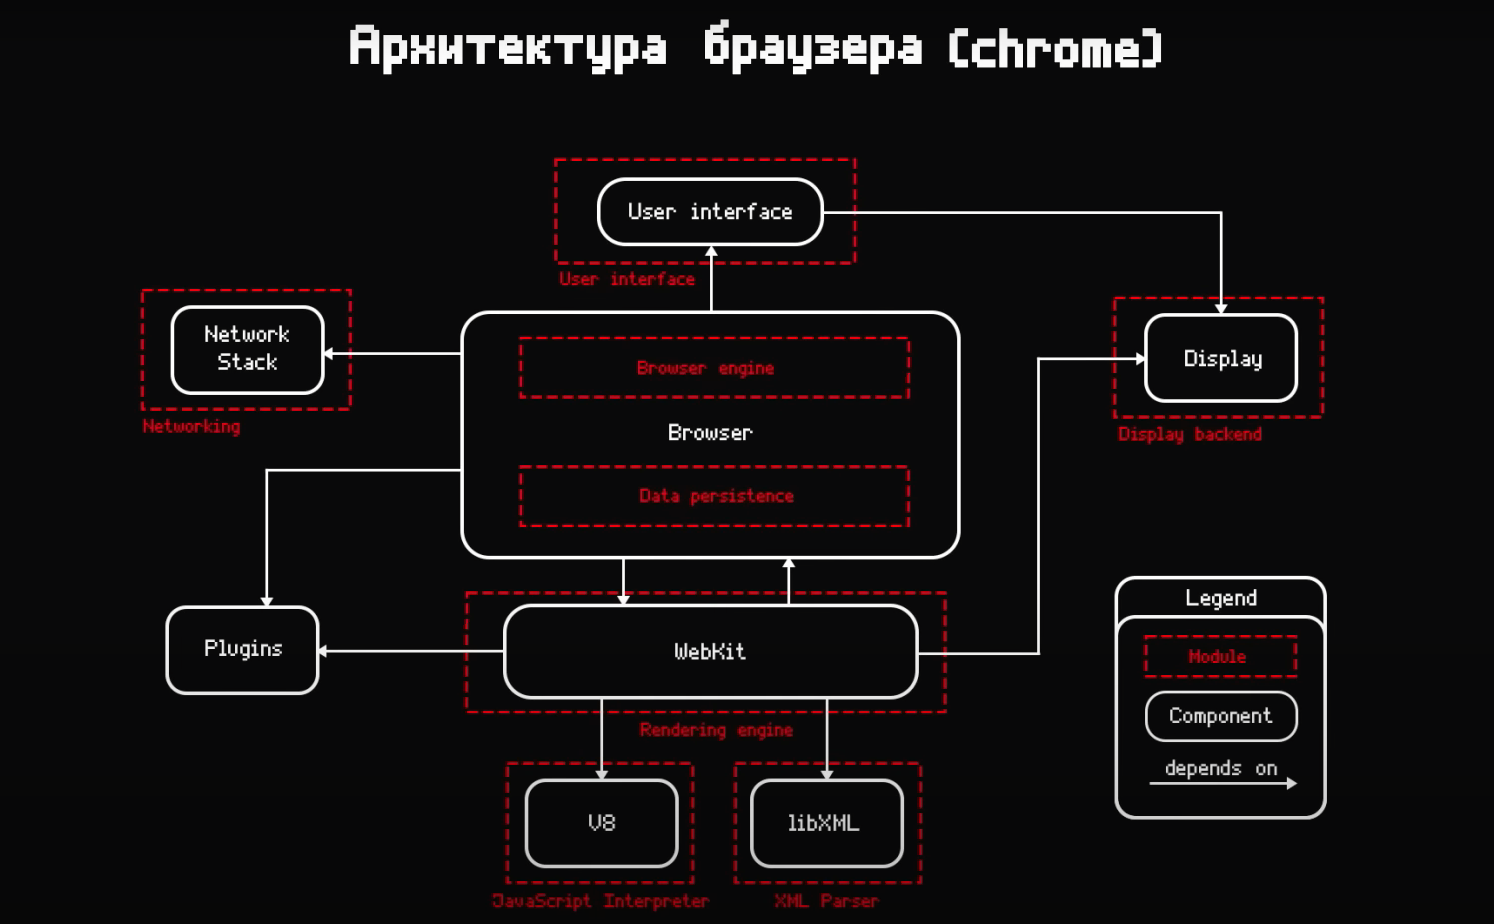 Архитектура браузера (chrome)
User interface
User interface
Network
Stack
Networking
Browser engine
Browser
Data persistence
Display
Display backend
Plugins
WebKit
Rendering engine
V8
JavaScript Interpreter
libXML
XML Parser
Legend
Module
Component
depends on